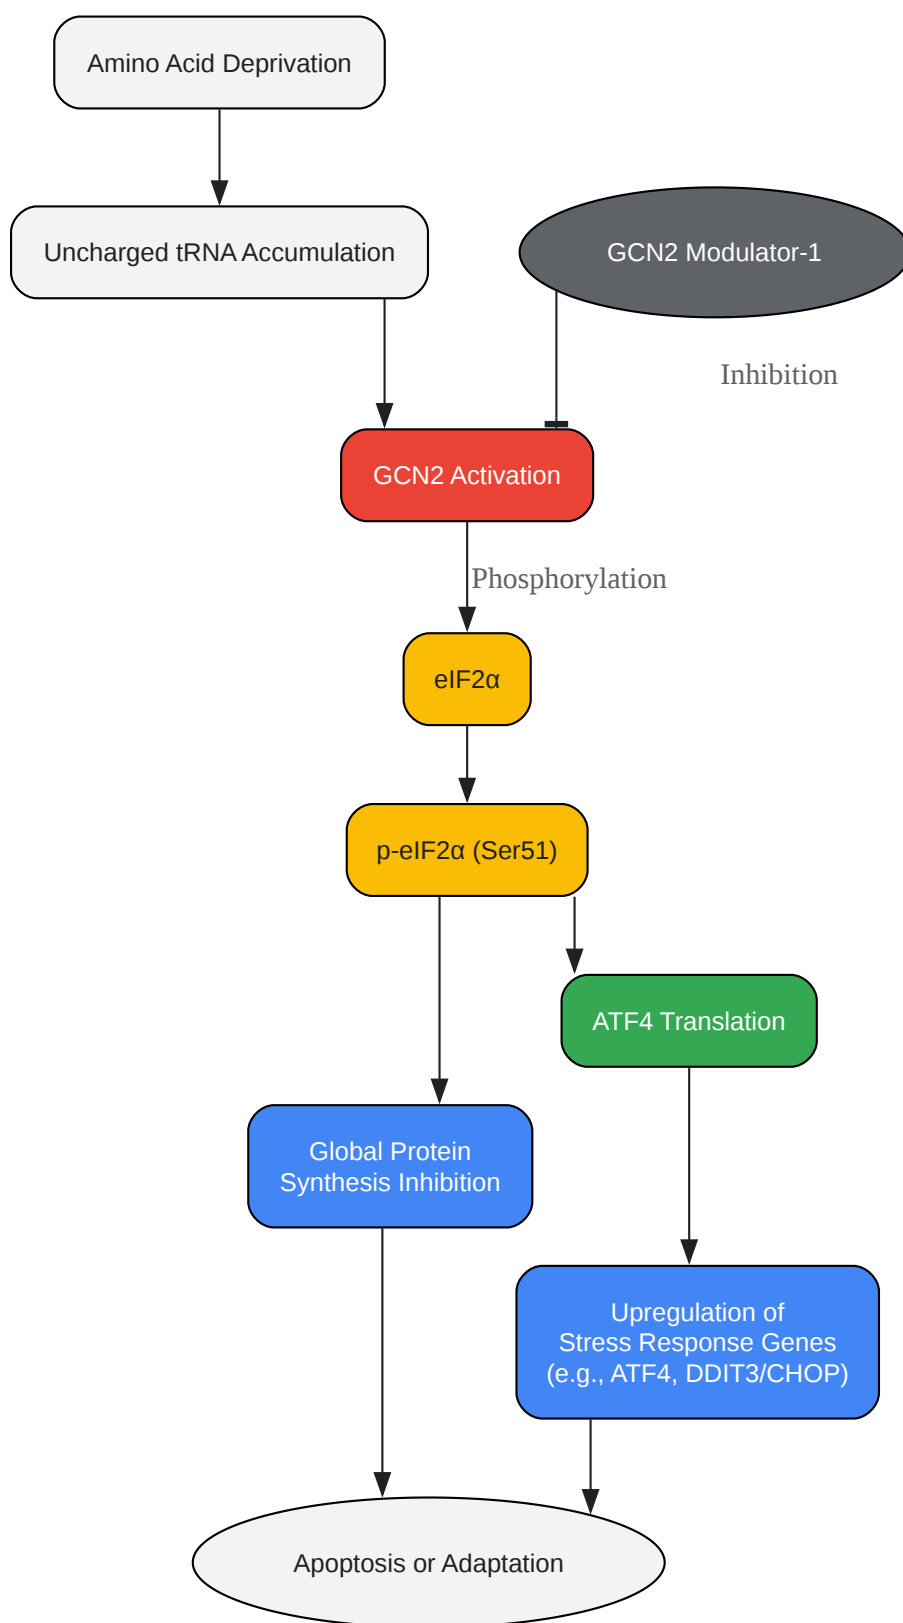 Amino Acid Deprivation
Uncharged tRNA Accumulation
GCN2 Modulator-1
Inhibition
GCN2 Activation
Phosphorylation
eIF2α
p-eIF2α (Ser51)
ATF4 Translation
Global Protein
Synthesis Inhibition
Upregulation of
Stress Response Genes
(e.g., ATF4, DDIT3/CHOP)
Apoptosis or Adaptation